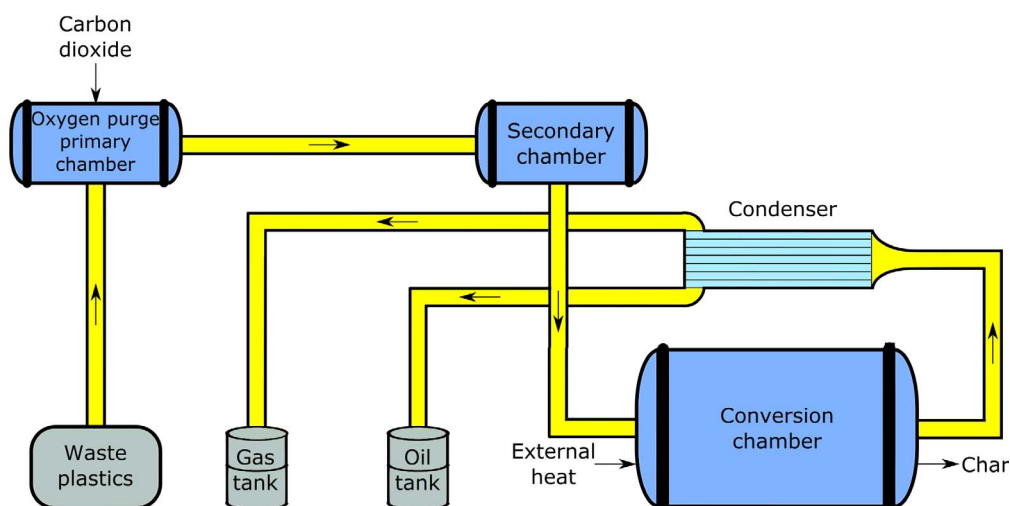 Carbon
dioxide
Oxygen purge
primary
chamber
Secondary
chamber
Condenser
Conversion
chamber
Waste
plastics
Gas
tank
Oil
tank
External
heat
Char